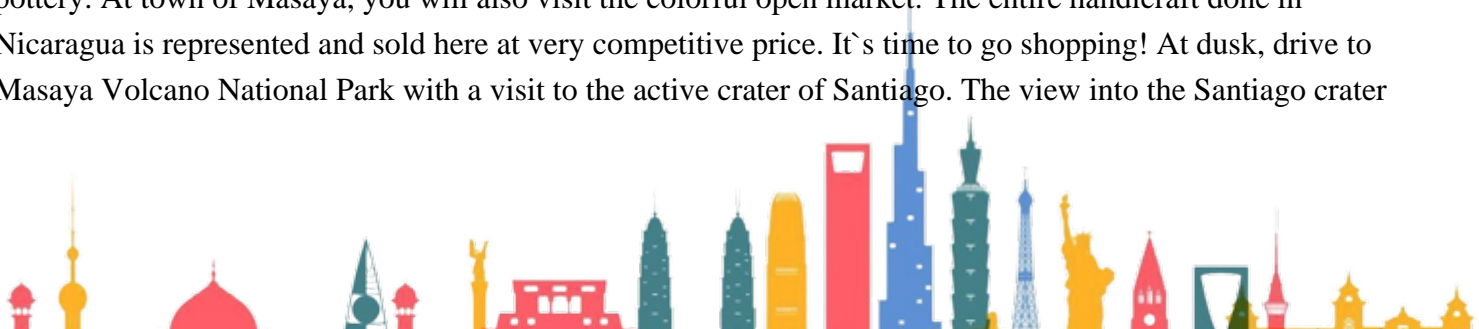 pottery. At town of Masaya, you will also visit the colorful open market. The entire handicraft done in
Nicaragua is represented and sold here at very competitive price. It`s time to go shopping! At dusk, drive to
Masaya Volcano National Park with a visit to the active crater of Santiago. The view into the Santiago crater